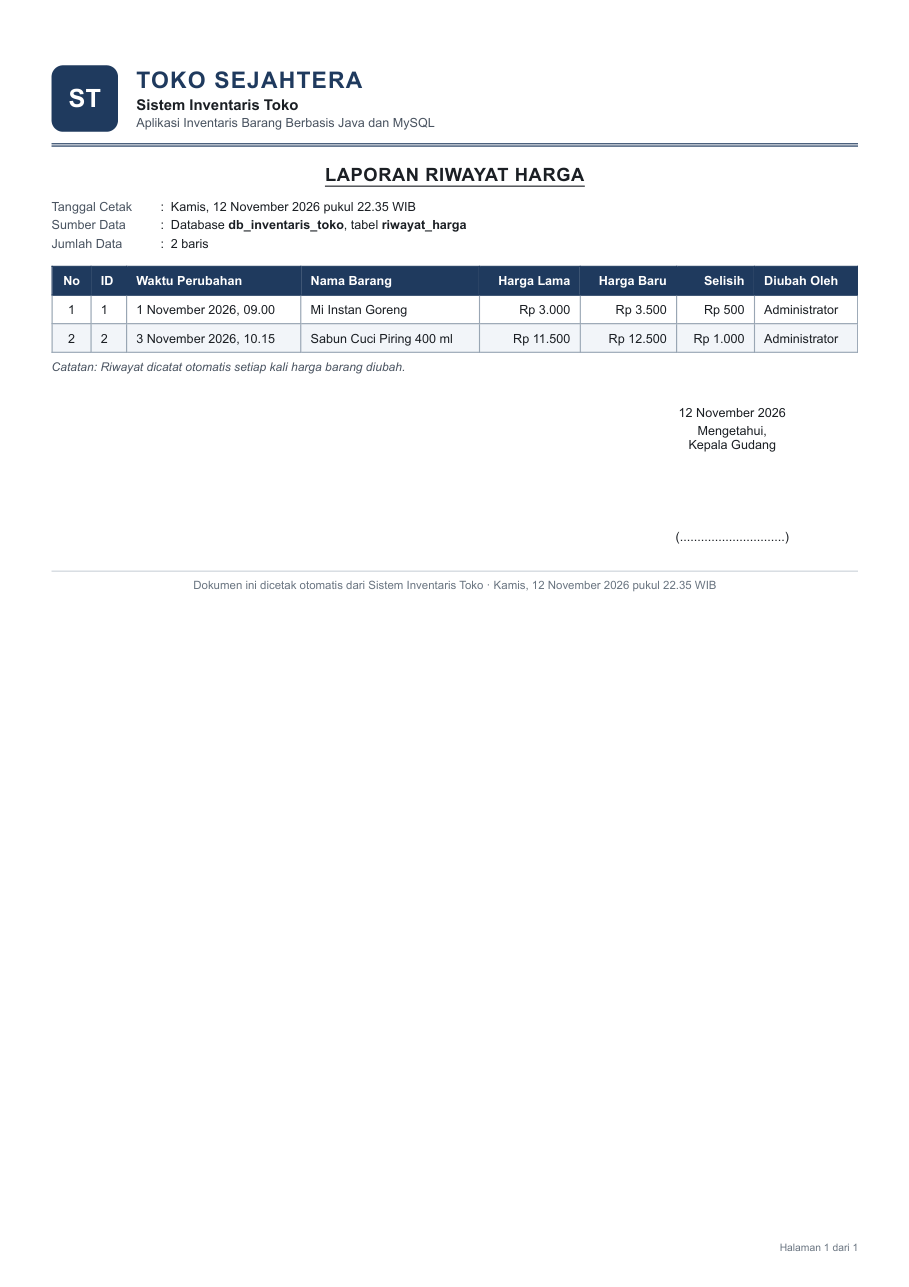 ST
TOKO SEJAHTERA
Sistem Inventaris Toko
Aplikasi Inventaris Barang Berbasis Java dan MySQL
LAPORAN RIWAYAT HARGA
Tanggal Cetak : Kamis, 12 November 2026 pukul 22.35 WIB
Sumber Data : Database db_inventaris_toko, tabel riwayat_harga
Jumlah Data : 2 baris
No ID Waktu Perubahan Nama Barang Harga Lama Harga Baru Selisih Diubah Oleh
1 1 1 November 2026, 09.00 Mi Instan Goreng Rp 3.000 Rp 3.500 Rp 500 Administrator
2 2 3 November 2026, 10.15 Sabun Cuci Piring 400 ml Rp 11.500 Rp 12.500 Rp 1.000 Administrator
Catatan: Riwayat dicatat otomatis setiap kali harga barang diubah.
12 November 2026
Mengetahui,
Kepala Gudang
(..............................)
Dokumen ini dicetak otomatis dari Sistem Inventaris Toko · Kamis, 12 November 2026 pukul 22.35 WIB
Halaman 1 dari 1